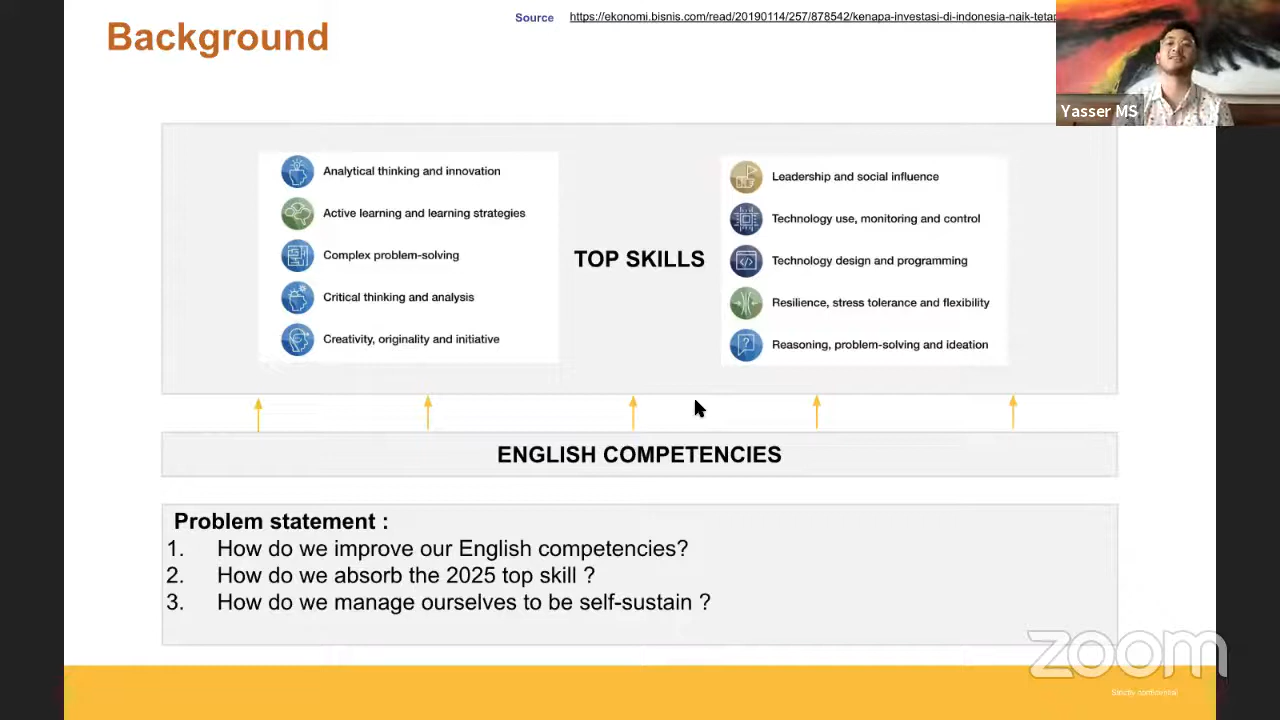 Background
Source https://ekonomi.bisnis.com/read/20190114/257/878542/kenapa-investasi-di-indonesia-naik-tetap
Yasser MS
Analytical thinking and innovation
Active learning and learning strategies
Complex problem-solving
Critical thinking and analysis
Creativity, originality and initiative
TOP SKILLS
Leadership and social influence
Technology use, monitoring and control
Technology design and programming
Resilience, stress tolerance and flexibility
Reasoning, problem-solving and ideation
ENGLISH COMPETENCIES
Problem statement :
1. How do we improve our English competencies?
2. How do we absorb the 2025 top skill ?
3. How do we manage ourselves to be self-sustain ?
zoom
Strictly confidential